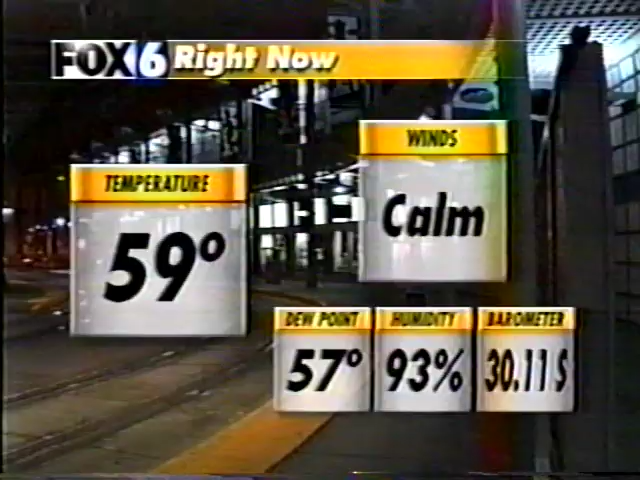 FOX 6 Right Now
TEMPERATURE
59°
WINDS
Calm
DEW POINT
57°
HUMIDITY
93%
BAROMETER
30.11 S